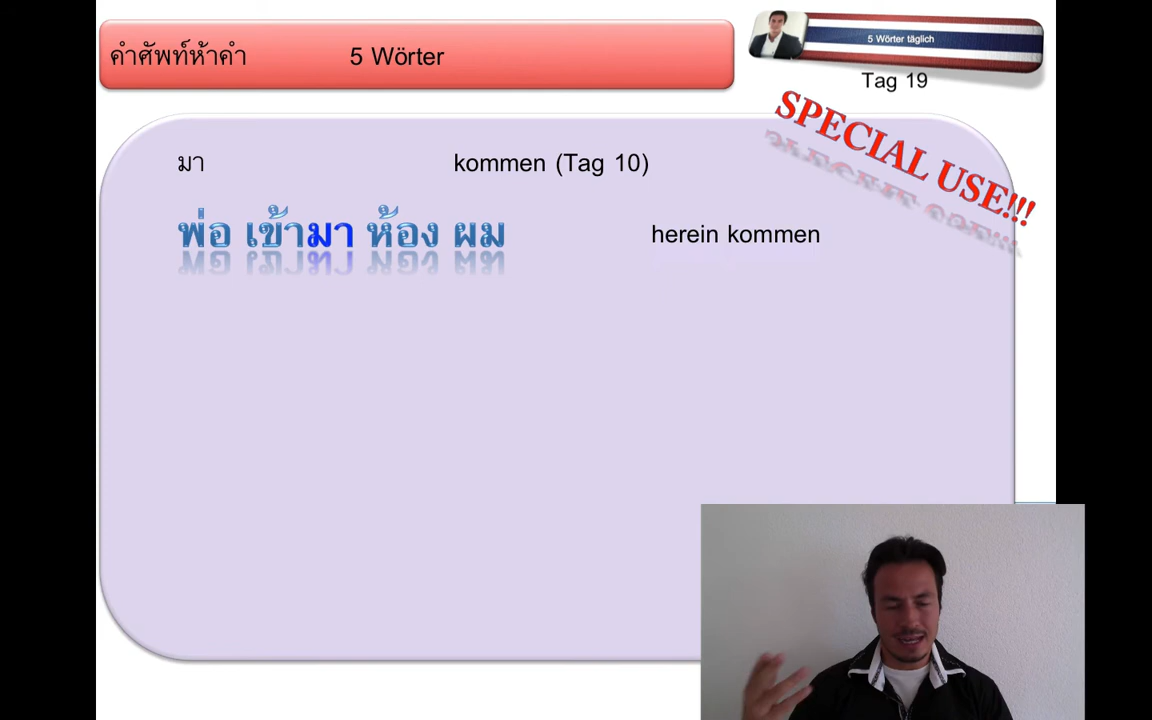 คำศัพท์ห้าคำ 5 Wörter
5 Wörter täglich
Tag 19
SPECIAL USE!!!
มา kommen (Tag 10)
พ่อ เข้ามา ห้อง ผม herein kommen